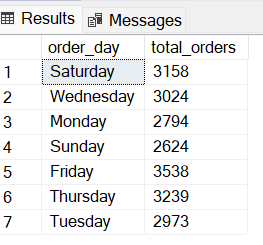 Results Messages
order_day total_orders
1 Saturday 3158
2 Wednesday 3024
3 Monday 2794
4 Sunday 2624
5 Friday 3538
6 Thursday 3239
7 Tuesday 2973